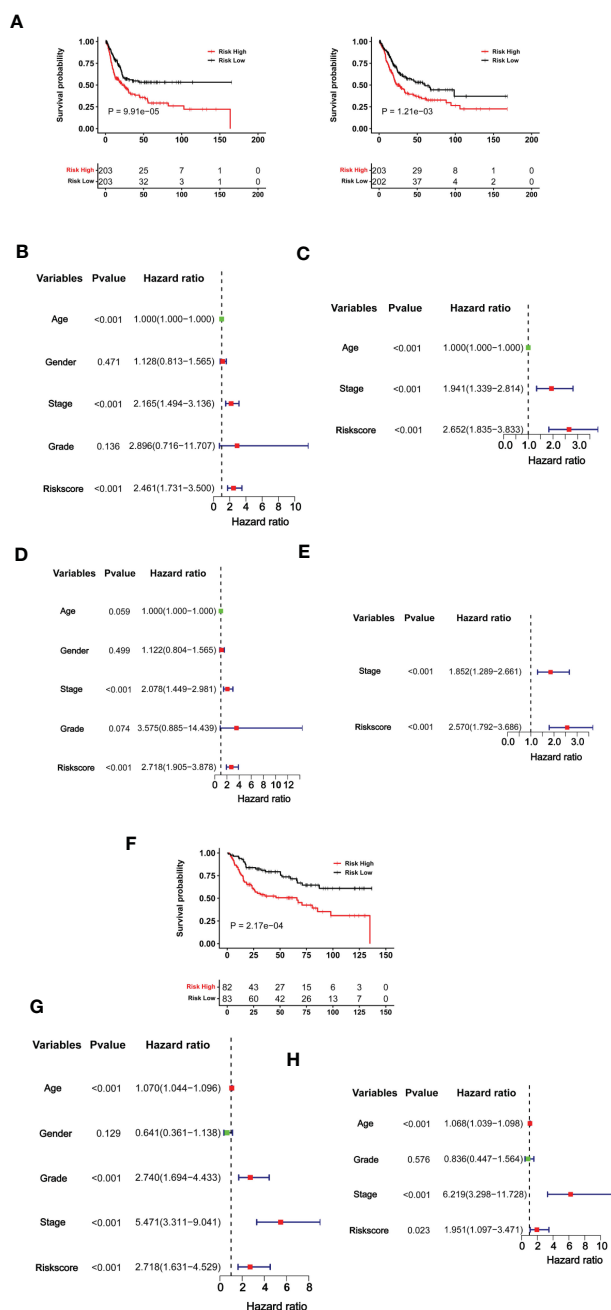 A
Survival probability
1.00
0.75
0.50
0.25
0.00
Risk High
Risk Low
P = 9.91e−05
0 50 100 150 200
Risk High 203 25 7 1 0
Risk Low 203 32 3 1 0
0 50 100 150 200
Survival probability
1.00
0.75
0.50
0.25
0.00
Risk High
Risk Low
P = 1.21e−03
0 50 100 150 200
Risk High 203 29 8 1 0
Risk Low 202 37 4 2 0
0 50 100 150 200
B
Variables Pvalue Hazard ratio
Age <0.001 1.000(1.000−1.000)
Gender 0.471 1.128(0.813−1.565)
Stage <0.001 2.165(1.494−3.136)
Grade 0.136 2.896(0.716−11.707)
Riskscore <0.001 2.461(1.731−3.500)
0 2 4 6 8 10
Hazard ratio
C
Variables Pvalue Hazard ratio
Age <0.001 1.000(1.000−1.000)
Stage <0.001 1.941(1.339−2.814)
Riskscore <0.001 2.652(1.835−3.833)
0.0 1.0 2.0 3.0
Hazard ratio
D
Variables Pvalue Hazard ratio
Age 0.059 1.000(1.000−1.000)
Gender 0.499 1.122(0.804−1.565)
Stage <0.001 2.078(1.449−2.981)
Grade 0.074 3.575(0.885−14.439)
Riskscore <0.001 2.718(1.905−3.878)
0 2 4 6 8 10 14
Hazard ratio
E
Variables Pvalue Hazard ratio
Stage <0.001 1.852(1.289−2.661)
Riskscore <0.001 2.570(1.792−3.686)
0.0 1.0 2.0 3.0
Hazard ratio
F
Survival probability
1.00
0.75
0.50
0.25
0.00
Risk High
Risk Low
P = 2.17e−04
0 25 50 75 100 125 150
Risk High 82 43 27 15 6 3 0
Risk Low 83 60 42 26 13 7 0
0 25 50 75 100 125 150
G
Variables Pvalue Hazard ratio
Age <0.001 1.070(1.044−1.096)
Gender 0.129 0.641(0.361−1.138)
Grade <0.001 2.740(1.694−4.433)
Stage <0.001 5.471(3.311−9.041)
Riskscore <0.001 2.718(1.631−4.529)
0 2 4 6 8
Hazard ratio
H
Variables Pvalue Hazard ratio
Age <0.001 1.068(1.039−1.098)
Grade 0.576 0.836(0.447−1.564)
Stage <0.001 6.219(3.298−11.728)
Riskscore 0.023 1.951(1.097−3.471)
0 2 4 6 8 10
Hazard ratio